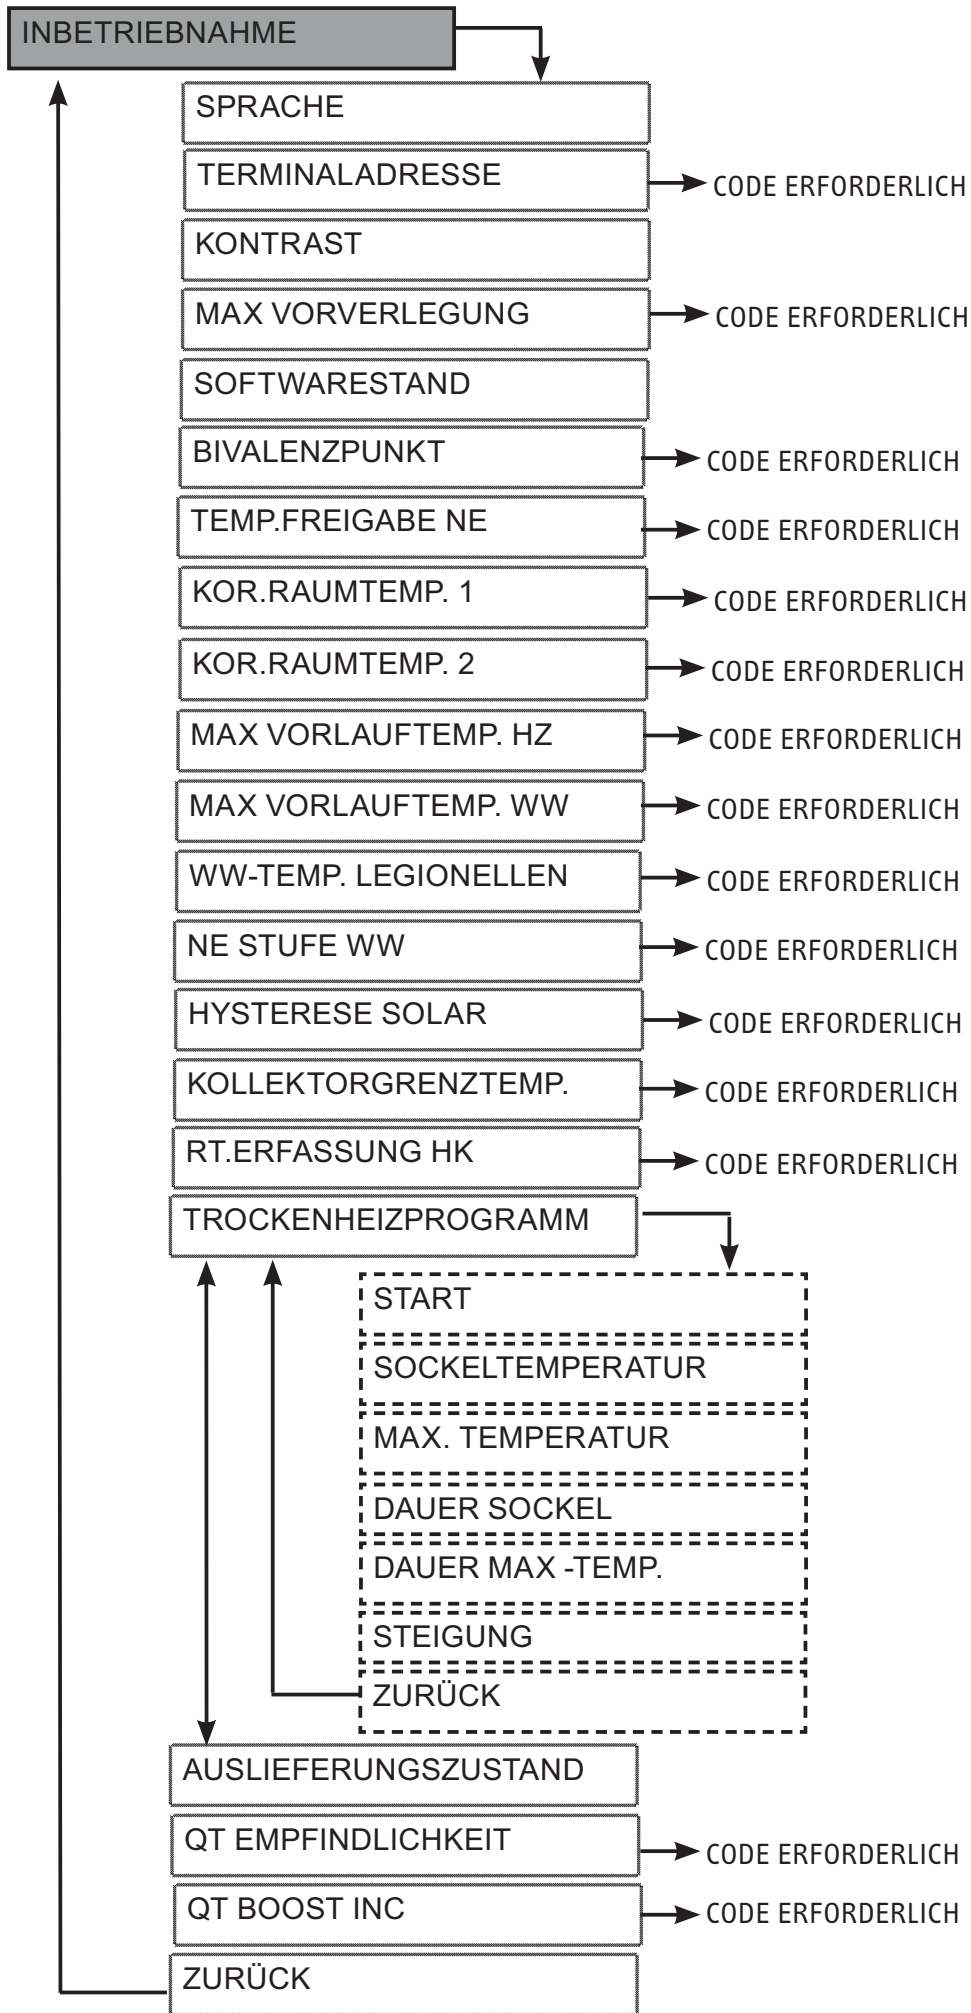 INBETRIEBNAHME
SPRACHE
TERMINALADRESSE
CODE ERFORDERLICH
KONTRAST
MAX VORVERLEGUNG
CODE ERFORDERLICH
SOFTWARESTAND
BIVALENZPUNKT
CODE ERFORDERLICH
TEMP.FREIGABE NE
CODE ERFORDERLICH
KOR.RAUMTEMP. 1
CODE ERFORDERLICH
KOR.RAUMTEMP. 2
CODE ERFORDERLICH
MAX VORLAUFTEMP. HZ
CODE ERFORDERLICH
MAX VORLAUFTEMP. WW
CODE ERFORDERLICH
WW-TEMP. LEGIONELLEN
CODE ERFORDERLICH
NE STUFE WW
CODE ERFORDERLICH
HYSTERESE SOLAR
CODE ERFORDERLICH
KOLLEKTORGRENZTEMP.
CODE ERFORDERLICH
RT.ERFASSUNG HK
CODE ERFORDERLICH
TROCKENHEIZPROGRAMM
START
SOCKELTEMPERATUR
MAX. TEMPERATUR
DAUER SOCKEL
DAUER MAX -TEMP.
STEIGUNG
ZURÜCK
AUSLIEFERUNGSZUSTAND
QT EMPFINDLICHKEIT
CODE ERFORDERLICH
QT BOOST INC
CODE ERFORDERLICH
ZURÜCK